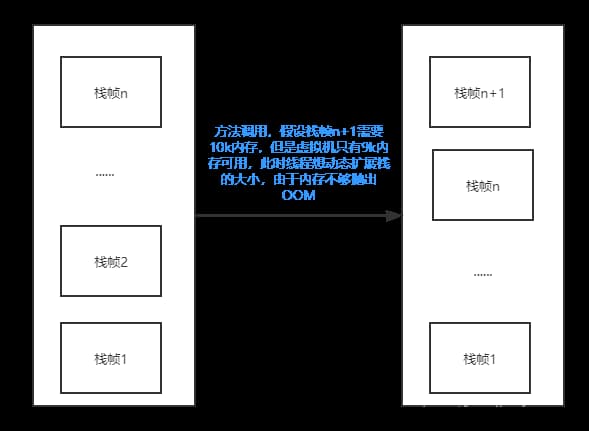 栈帧n
......
栈帧2
栈帧1
方法调用，假设栈帧n+1需要
10k内存，但是虚拟机只有9k内
存可用，此时线程想动态扩展栈
的大小，由于内存不够抛出
OOM
栈帧n+1
栈帧n
......
栈帧1